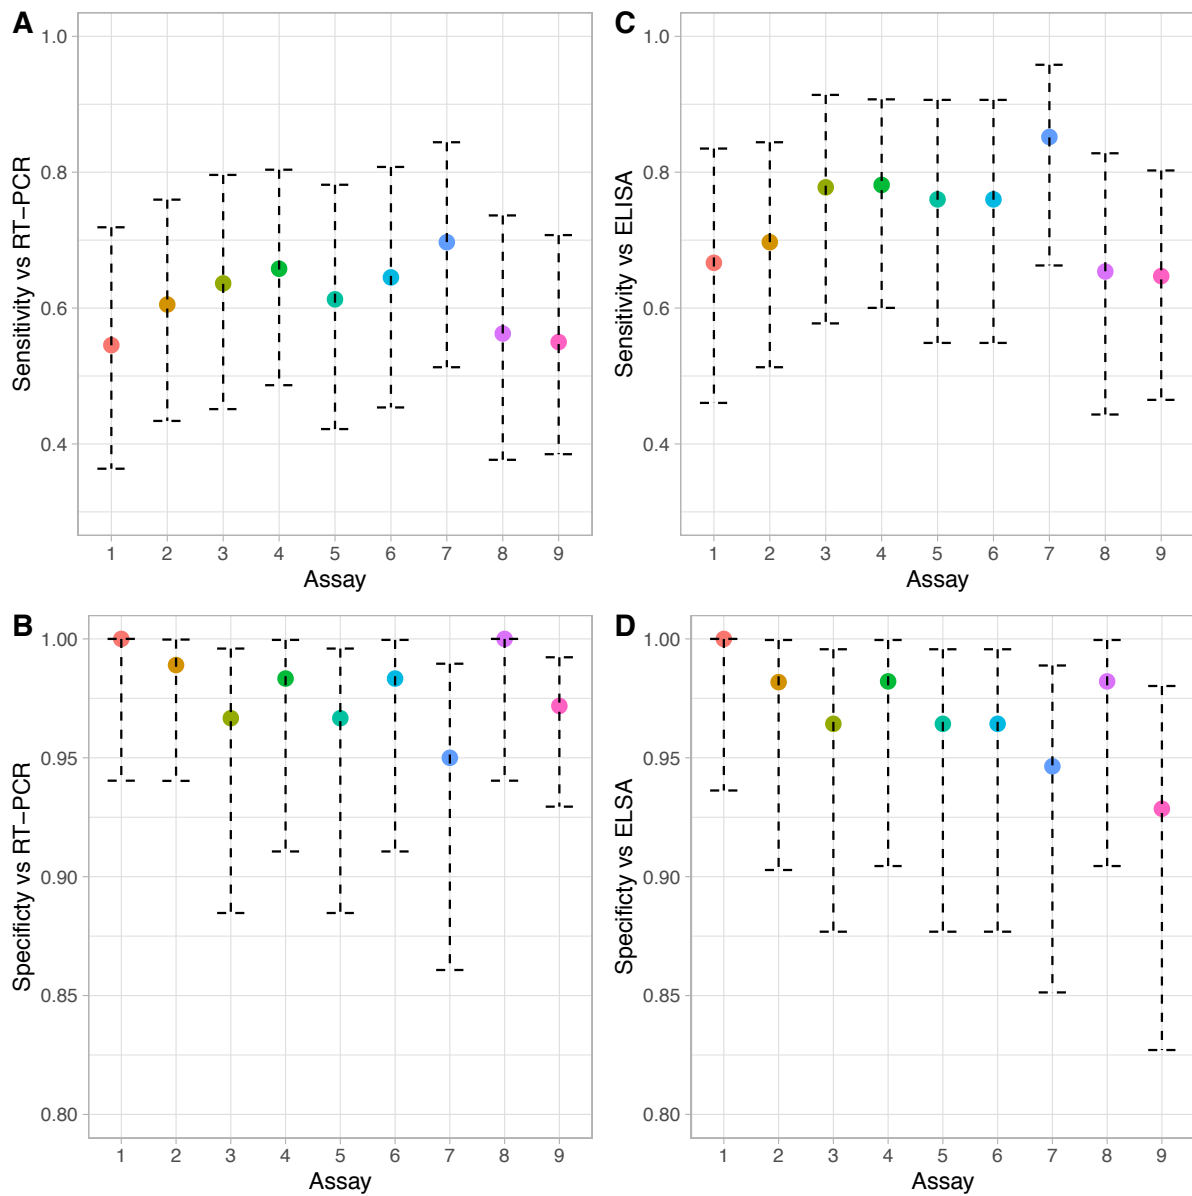 A
Sensitivity vs RT−PCR
1.0
0.8
0.6
0.4
1 2 3 4 5 6 7 8 9
Assay
C
Sensitivity vs ELISA
1.0
0.8
0.6
0.4
1 2 3 4 5 6 7 8 9
Assay
B
Specificty vs RT−PCR
1.00
0.95
0.90
0.85
0.80
1 2 3 4 5 6 7 8 9
Assay
D
Specificty vs ELSA
1.00
0.95
0.90
0.85
0.80
1 2 3 4 5 6 7 8 9
Assay